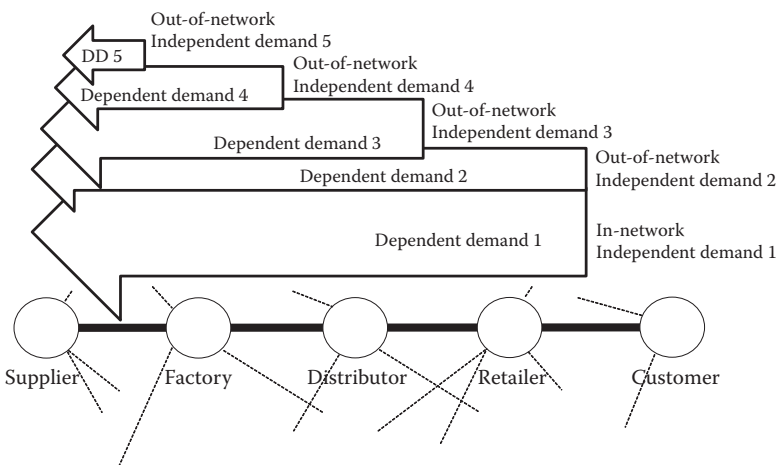 Out-of-network
Independent demand 5
DD 5
Out-of-network
Independent demand 4
Dependent demand 4
Out-of-network
Independent demand 3
Dependent demand 3
Out-of-network
Independent demand 2
Dependent demand 2
In-network
Independent demand 1
Dependent demand 1
Supplier
Factory
Distributor
Retailer
Customer